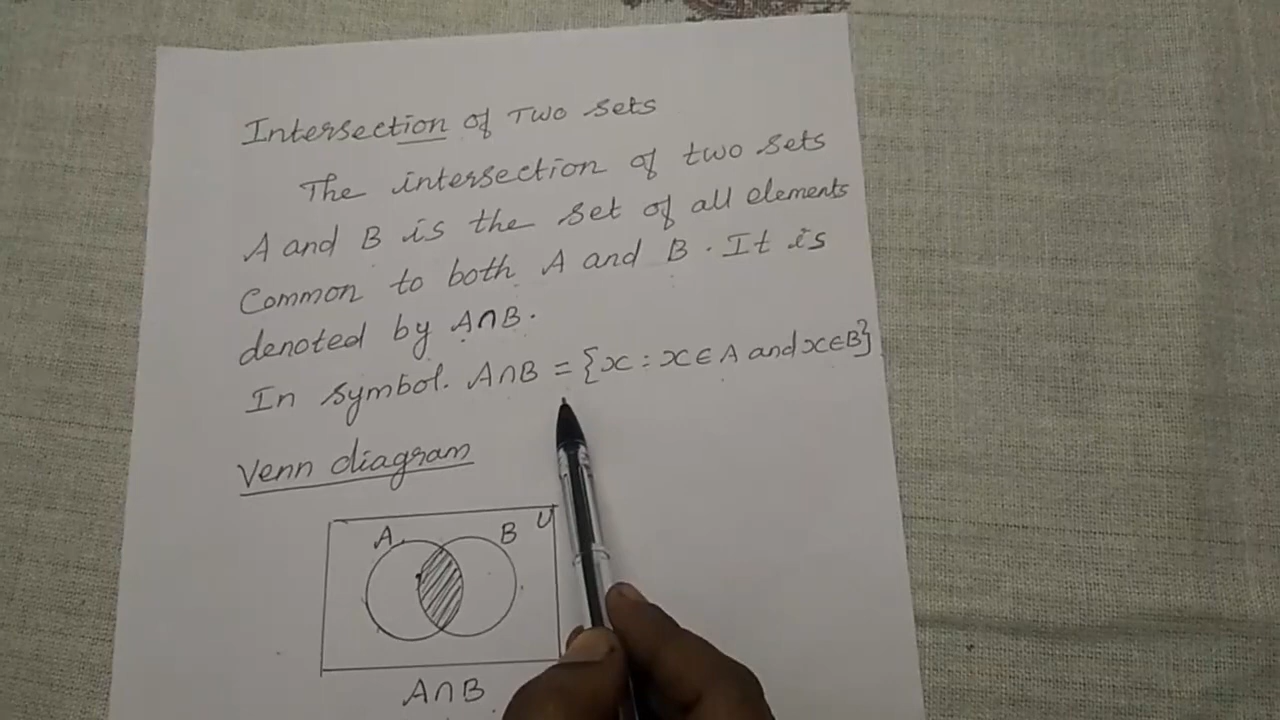 Intersection of Two Sets
The intersection of two sets
A and B is the set of all elements
Common to both A and B. It is
denoted by A∩B.
In symbol. A∩B = {x : x∈A and x∈B}
Venn diagram
A B U
A∩B